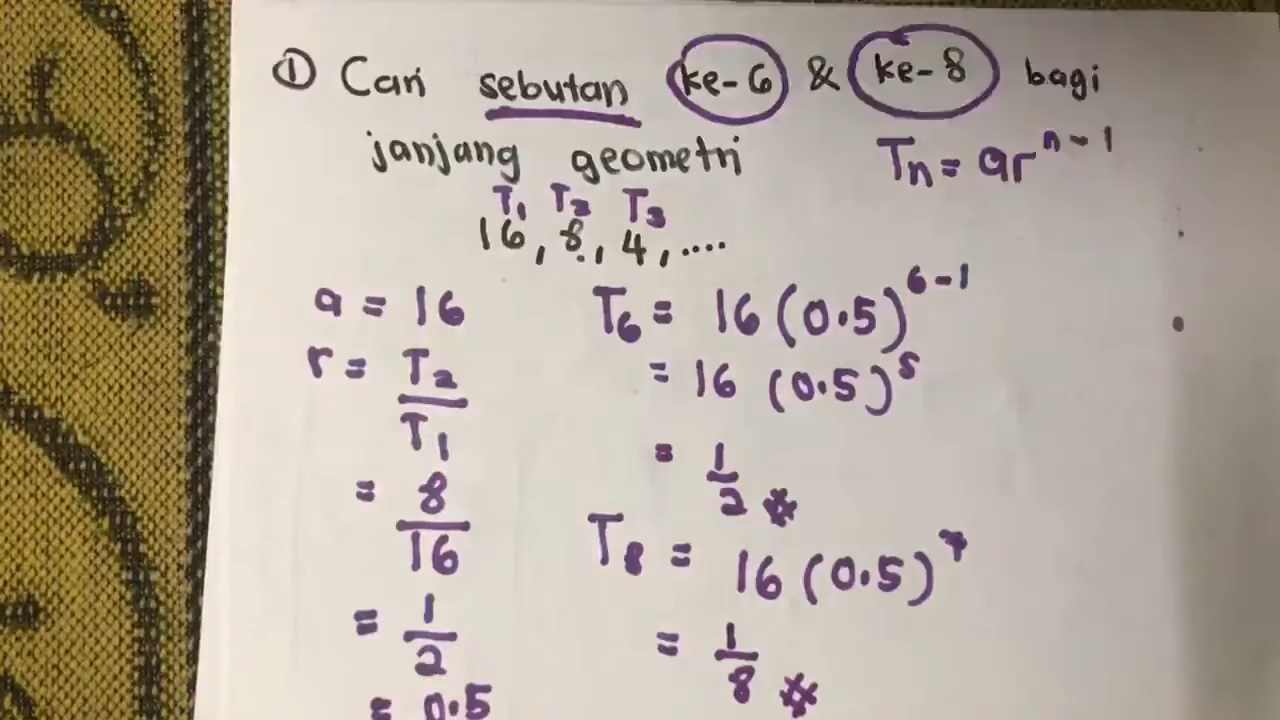 ① Cari sebutan ke-6 & ke-8 bagi
janjang geometri
Tn = ar^n-1
T1 T2 T3
16, 8, 4, ....
a = 16
r = T2/T1
= 8/16
= 1/2
= 0.5
T6 = 16(0.5)^6-1
= 16 (0.5)^5
= 1/2 #
T8 = 16(0.5)^7
= 1/8 #